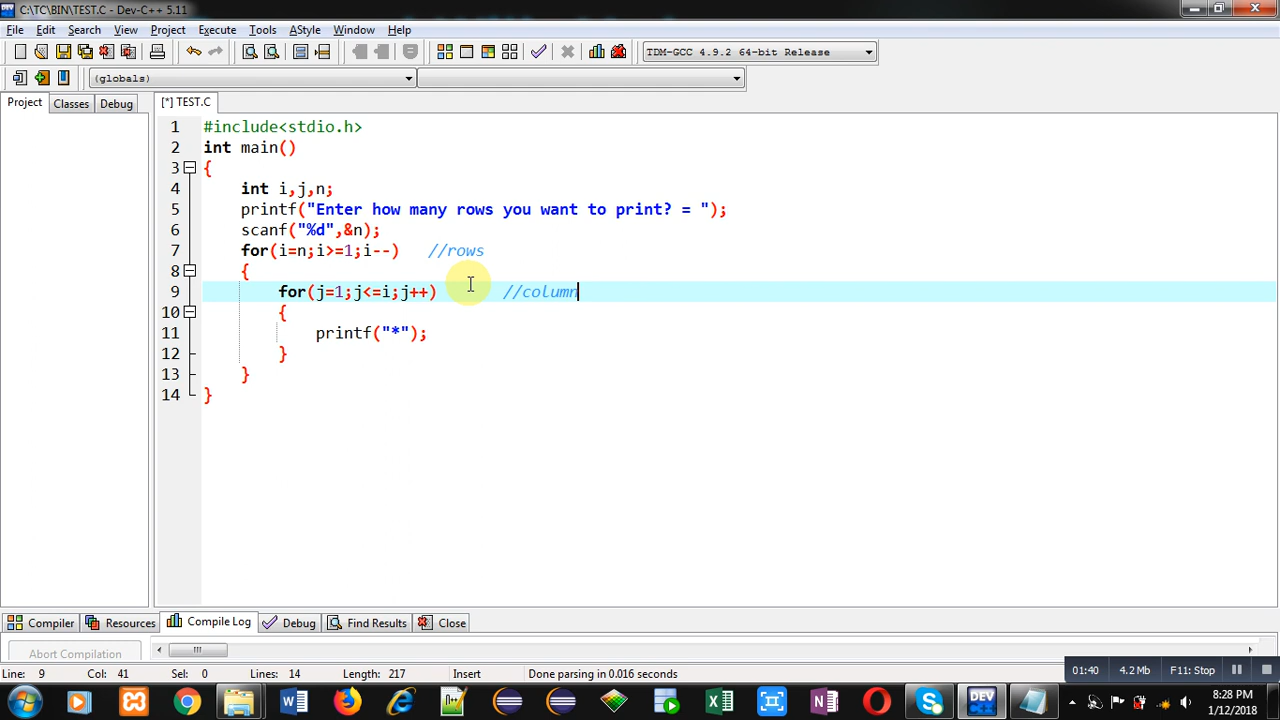 C:\TC\BIN\TEST.C - Dev-C++ 5.11
File Edit Search View Project Execute Tools AStyle Window Help
TDM-GCC 4.9.2 64-bit Release
(globals)
Project Classes Debug [*] TEST.C
1 #include<stdio.h>
2 int main()
3 {
4 int i,j,n;
5 printf("Enter how many rows you want to print? = ");
6 scanf("%d",&n);
7 for(i=n;i>=1;i--) //rows
8 {
9 for(j=1;j<=i;j++) //column
10 {
11 printf("*");
12 }
13 }
14 }
Compiler Resources Compile Log Debug Find Results Close
Abort Compilation
Line: 9 Col: 41 Sel: 0 Lines: 14 Length: 217 Insert Done parsing in 0.016 seconds
01:40 4.2 Mb F11: Stop
8:28 PM
1/12/2018